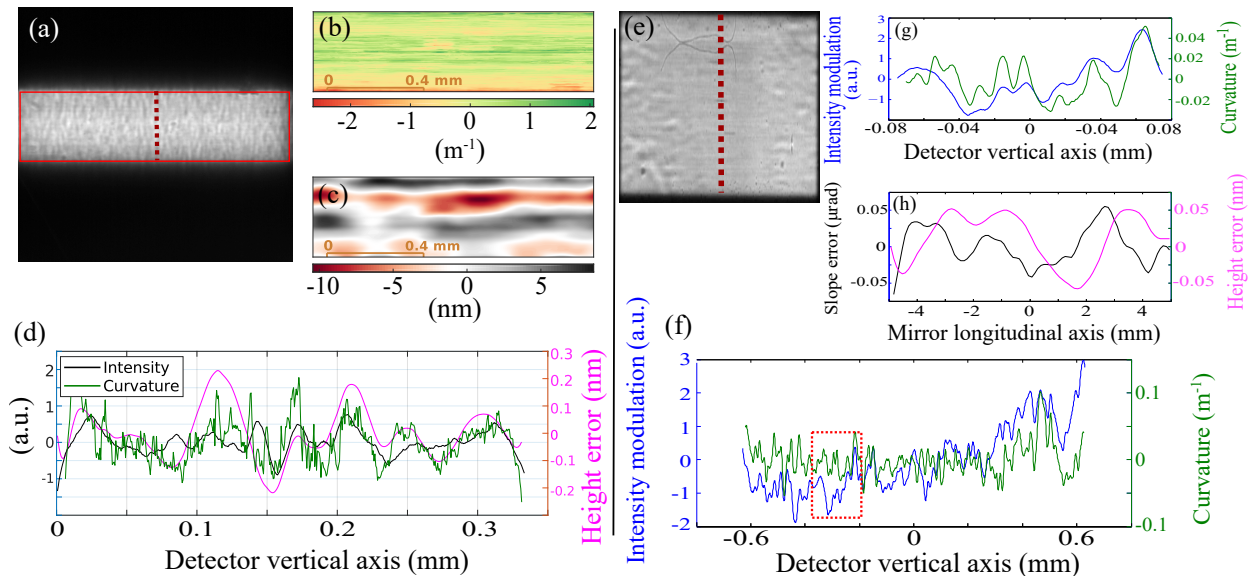 (a)
(b)
0 0.4 mm
-2 -1 0 1 2
(m⁻¹)
(c)
0 0.4 mm
-10 -5 0 5
(nm)
(d)
Intensity
Curvature
(a.u.)
2
1
0
-1
0.3
0.2
0.1
0
-0.1
-0.2
Height error (nm)
0 0.1 0.2 0.3
Detector vertical axis (mm)
(e)
(g)
Intensity modulation
(a.u.)
3
2
1
0
-1
0.04
0.02
0
-0.02
Curvature (m⁻¹)
-0.08 -0.04 0 -0.04 0.08
Detector vertical axis (mm)
(h)
Slope error (μrad)
0.05
0
-0.05
0.05
0
-0.05
Height error (nm)
-4 -2 0 2 4
Mirror longitudinal axis (mm)
(f)
Intensity modulation (a.u.)
3
2
1
0
-1
-2
0.1
0
-0.1
Curvature (m⁻¹)
-0.6 -0.2 0 0.2 0.6
Detector vertical axis (mm)